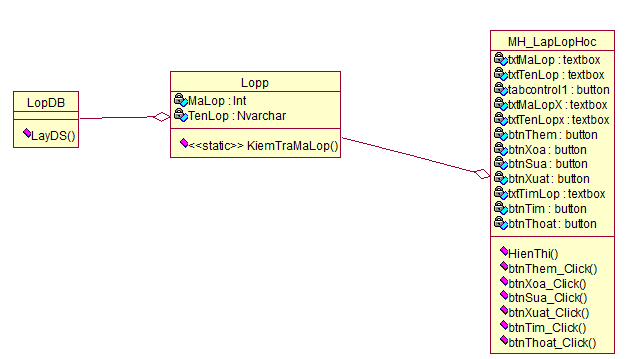 LopDB
LayDS()
Lopp
MaLop : Int
TenLop : Nvarchar
<<static>> KiemTraMaLop()
MH_LapLopHoc
txtMaLop : textbox
txtTenLop : textbox
tabcontrol1 : button
txtMaLopX : textbox
txtTenLopx : textbox
btnThem : button
btnXoa : button
btnSua : button
btnXuat : button
txtTimLop : textbox
btnTim : button
btnThoat : button
HienThi()
btnThem_Click()
btnXoa_Click()
btnSua_Click()
btnXuat_Click()
btnTim_Click()
btnThoat_Click()